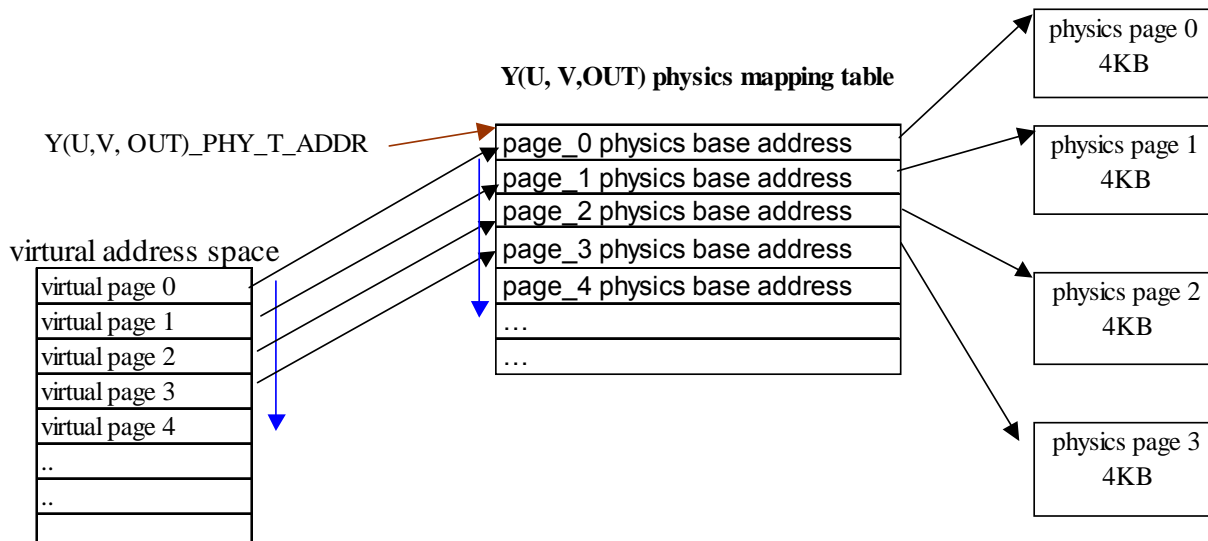 Y(U, V,OUT) physics mapping table
Y(U,V, OUT)_PHY_T_ADDR
page_0 physics base address
page_1 physics base address
page_2 physics base address
page_3 physics base address
page_4 physics base address
…
…
virtural address space
virtual page 0
virtual page 1
virtual page 2
virtual page 3
virtual page 4
..
..
physics page 0
4KB
physics page 1
4KB
physics page 2
4KB
physics page 3
4KB